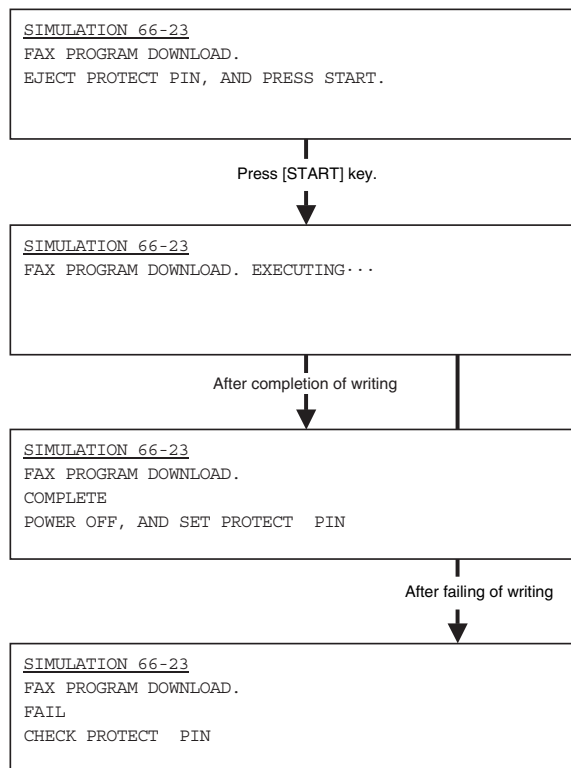 SIMULATION 66-23
FAX PROGRAM DOWNLOAD.
EJECT PROTECT PIN, AND PRESS START.
Press [START] key.
SIMULATION 66-23
FAX PROGRAM DOWNLOAD. EXECUTING···
After completion of writing
SIMULATION 66-23
FAX PROGRAM DOWNLOAD.
COMPLETE
POWER OFF, AND SET PROTECT PIN
After failing of writing
SIMULATION 66-23
FAX PROGRAM DOWNLOAD.
FAIL
CHECK PROTECT PIN